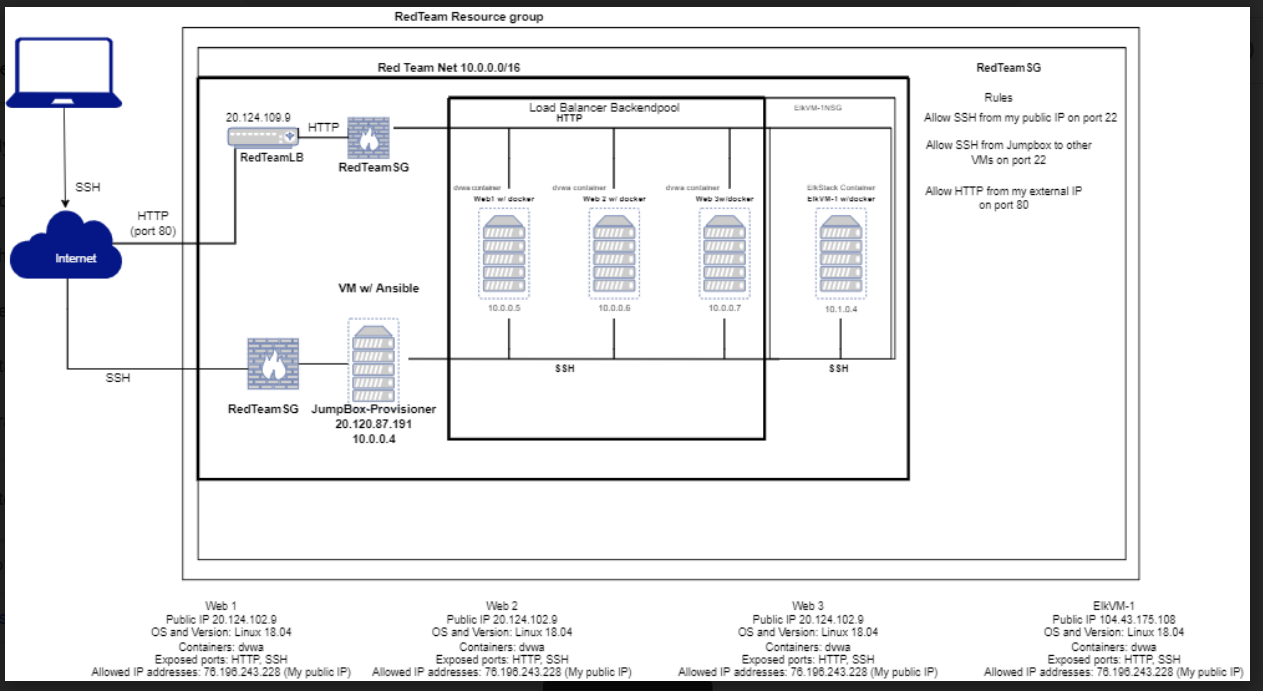 RedTeam Resource group
Red Team Net 10.0.0.0/16
RedTeamSG
Rules
Allow SSH from my public IP on port 22
Allow SSH from Jumpbox to other
VMs on port 22
Allow HTTP from my external IP
on port 80
SSH
Internet
HTTP
(port 80)
SSH
20.124.109.9
RedTeamLB
HTTP
RedTeamSG
Load Balancer Backendpool
HTTP
ElkVM-1NSG
dvwa container
Web1 w/ docker
10.0.0.5
dvwa container
Web 2 w/ docker
10.0.0.6
dvwa container
Web 3w/docker
10.0.0.7
ElkStack Container
ElkVM-1 w/docker
10.1.0.4
SSH
SSH
VM w/ Ansible
RedTeamSG
JumpBox-Provisioner
20.120.87.191
10.0.0.4
Web 1
Public IP 20.124.102.9
OS and Version: Linux 18.04
Containers: dvwa
Exposed ports: HTTP, SSH
Allowed IP addresses: 76.196.243.228 (My public IP)
Web 2
Public IP 20.124.102.9
OS and Version: Linux 18.04
Containers: dvwa
Exposed ports: HTTP, SSH
Allowed IP addresses: 76.196.243.228 (My public IP)
Web 3
Public IP 20.124.102.9
OS and Version: Linux 18.04
Containers: dvwa
Exposed ports: HTTP, SSH
Allowed IP addresses: 76.196.243.228 (My public IP)
ElkVM-1
Public IP 104.43.175.108
OS and Version: Linux 18.04
Containers: dvwa
Exposed ports: HTTP, SSH
Allowed IP addresses: 76.196.243.228 (My public IP)